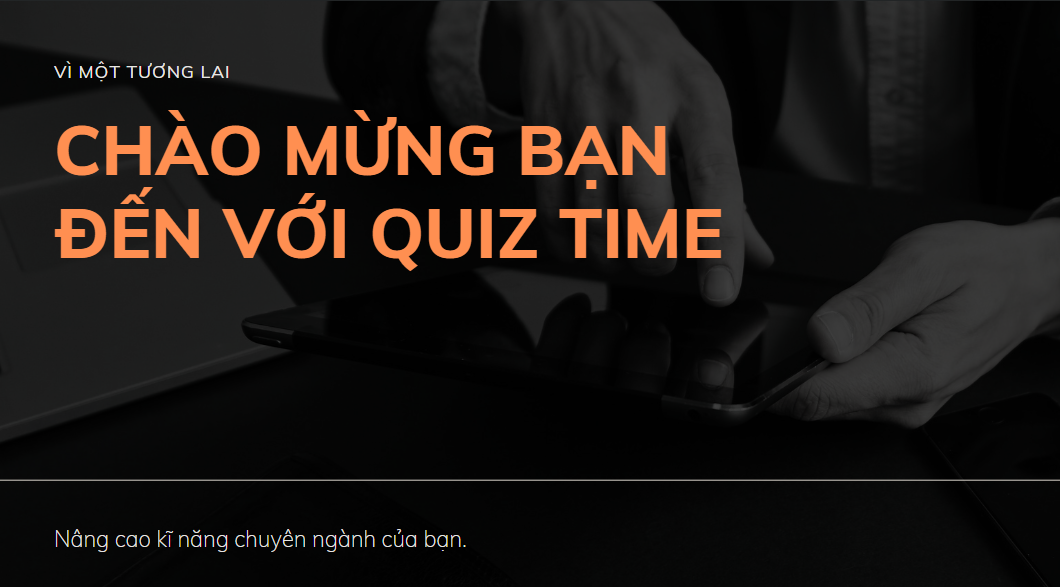 VÌ MỘT TƯƠNG LAI
CHÀO MỪNG BẠN
ĐẾN VỚI QUIZ TIME
Nâng cao kĩ năng chuyên ngành của bạn.